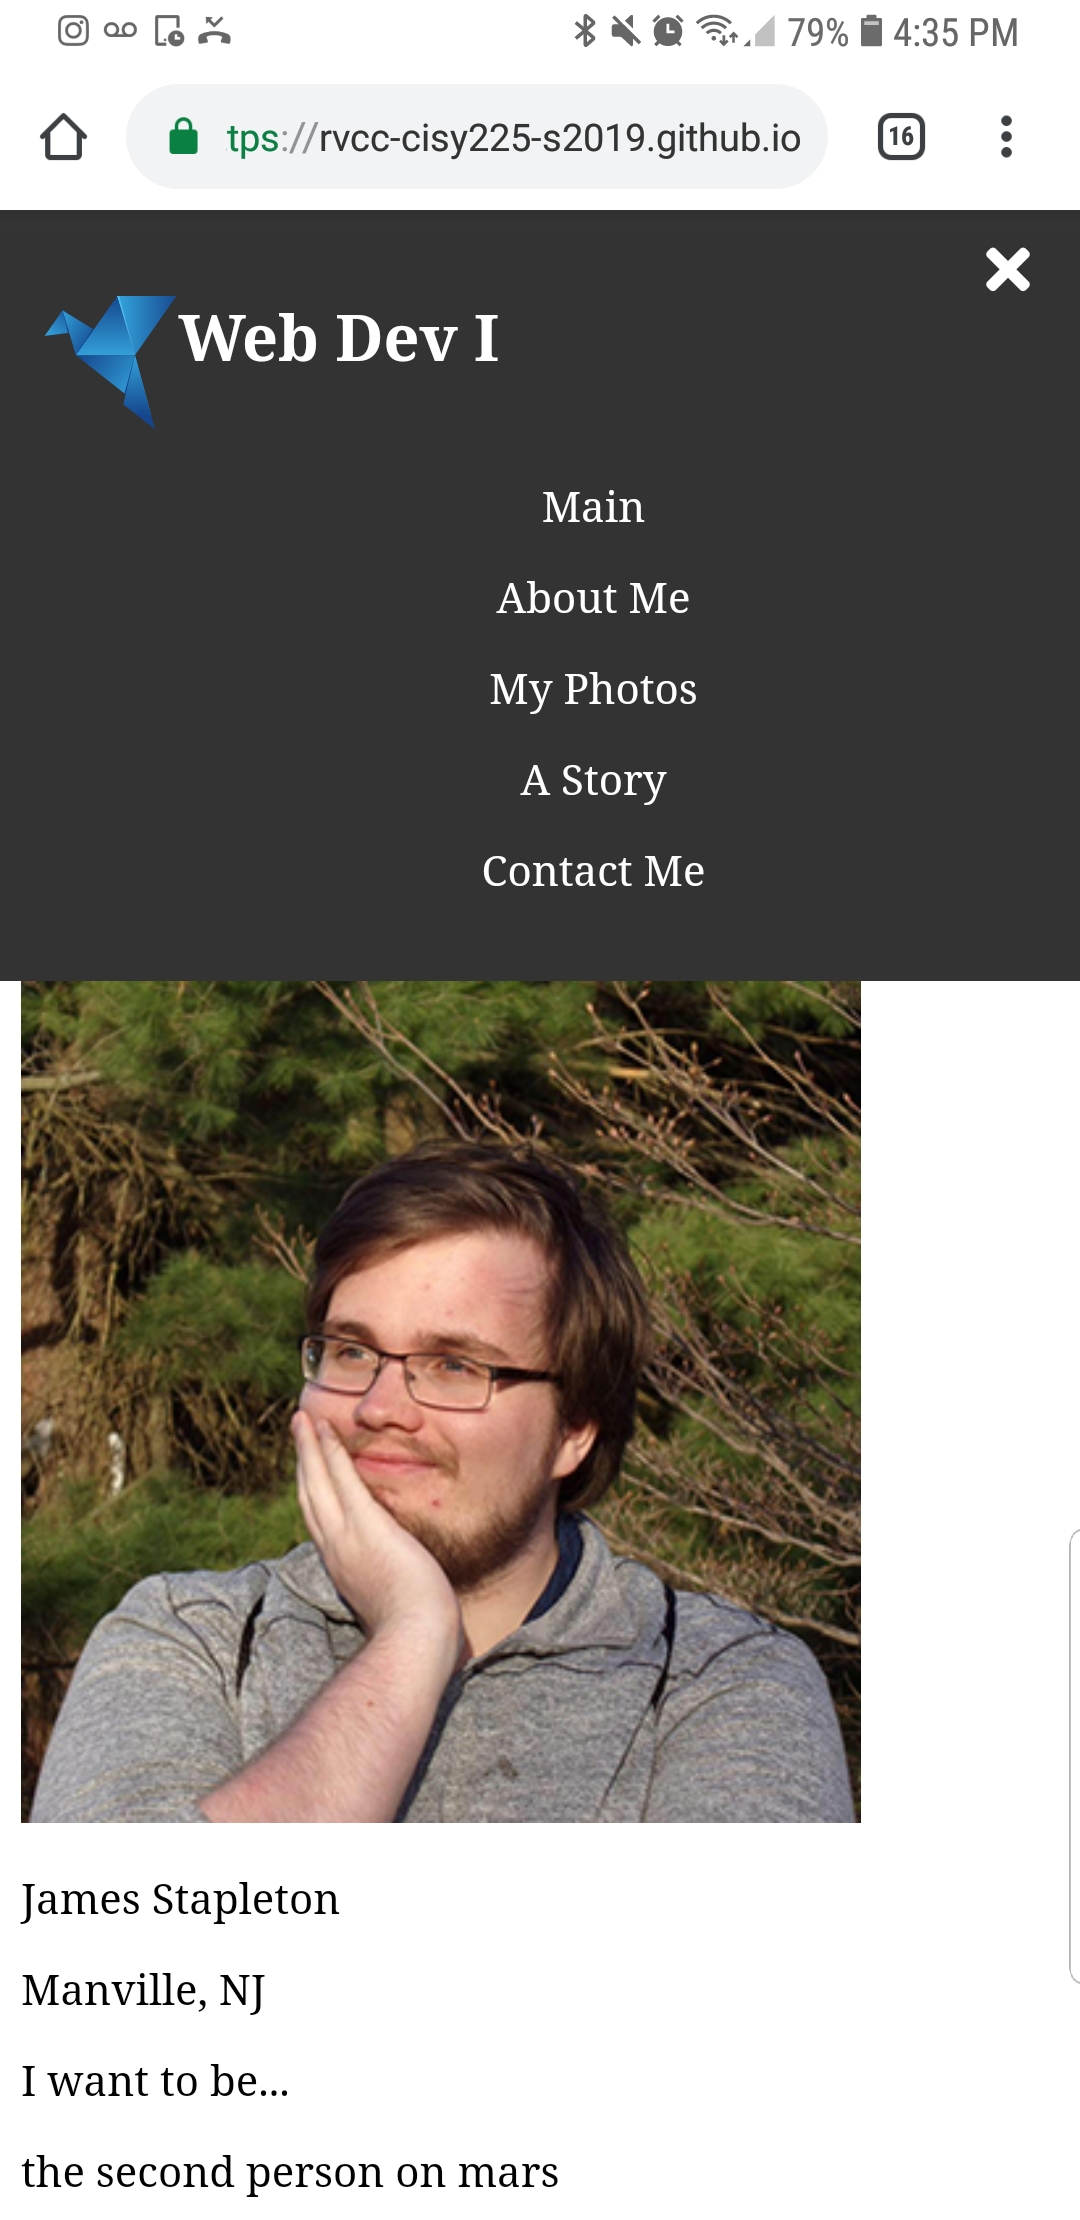 79% 4:35 PM
tps://rvcc-cisy225-s2019.github.io
16
Web Dev I
Main
About Me
My Photos
A Story
Contact Me
James Stapleton
Manville, NJ
I want to be...
the second person on mars